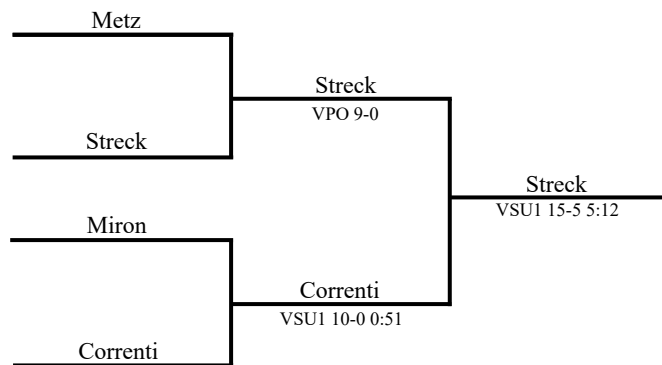 Metz
Streck
VPO 9-0
Streck
Streck
VSU1 15-5 5:12
Miron
Correnti
VSU1 10-0 0:51
Correnti